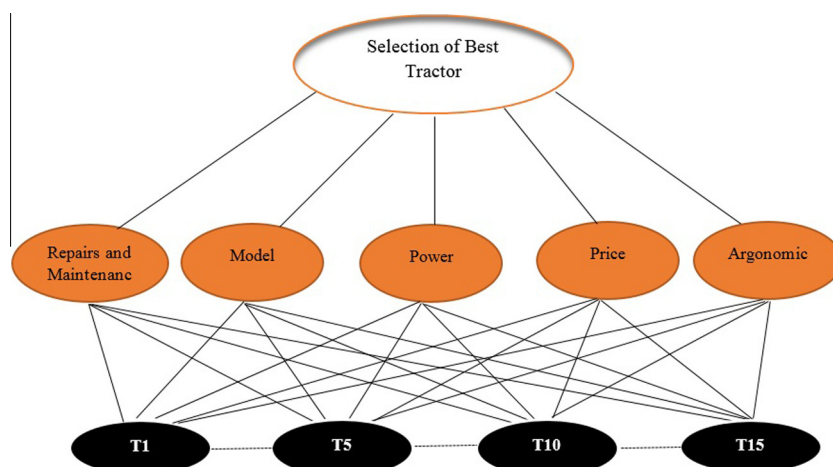 Selection of Best
Tractor
Repairs and
Maintenanc
Model
Power
Price
Argonomic
T1
T5
T10
T15